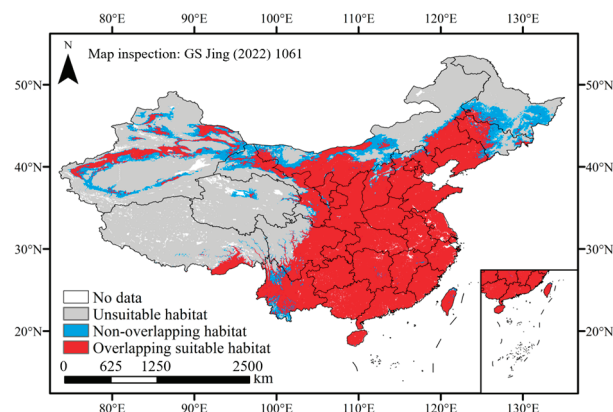 80°E 90°E 100°E 110°E 120°E 130°E
N
Map inspection: GS Jing (2022) 1061
50°N 50°N
40°N 40°N
30°N 30°N
20°N 20°N
No data
Unsuitable habitat
Non-overlapping habitat
Overlapping suitable habitat
0 625 1250 2500
km
80°E 90°E 100°E 110°E 120°E 130°E